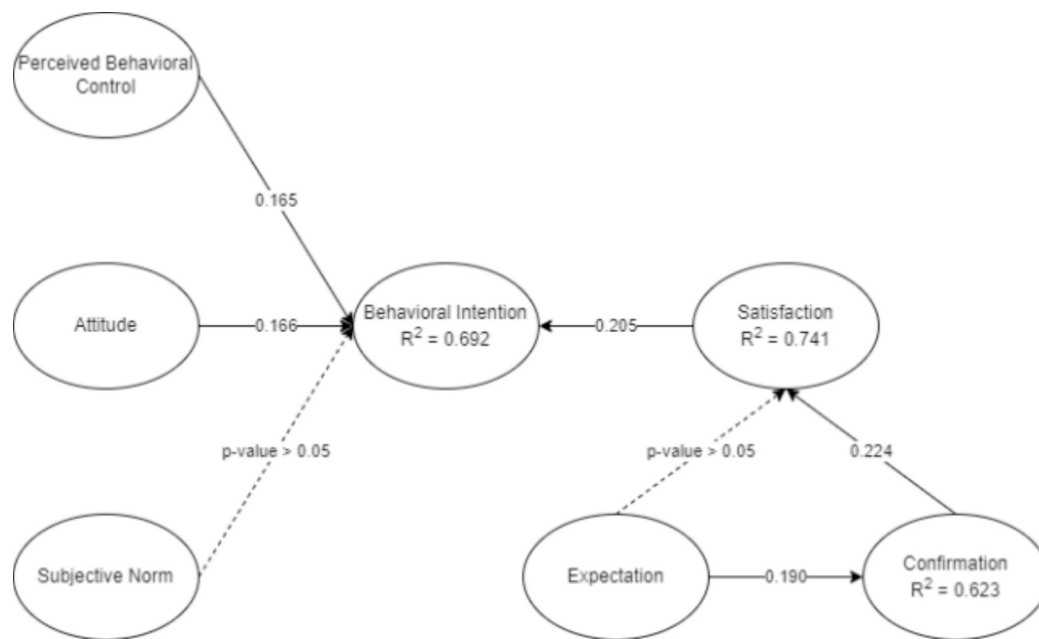 Perceived Behavioral
Control
0.165
Attitude
0.166
Behavioral Intention
R² = 0.692
0.205
Satisfaction
R² = 0.741
p-value > 0.05
p-value > 0.05
0.224
Subjective Norm
Expectation
0.190
Confirmation
R² = 0.623